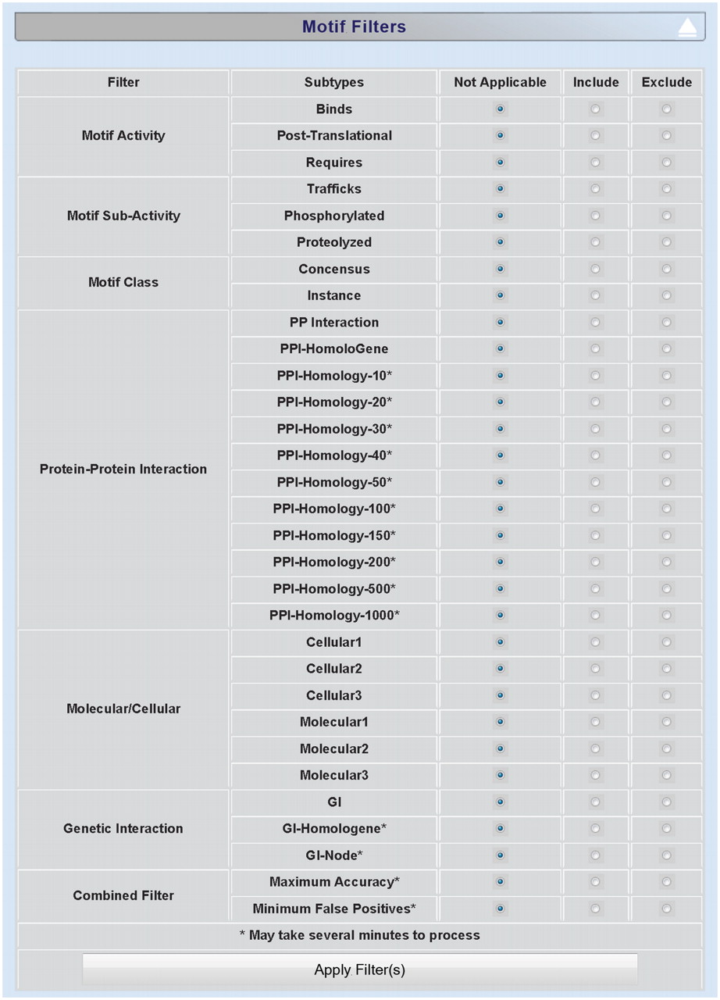 Motif Filters
Filter Subtypes Not Applicable Include Exclude
Motif Activity
Binds
Post-Translational
Requires
Motif Sub-Activity
Trafficks
Phosphorylated
Proteolyzed
Motif Class
Concensus
Instance
Protein-Protein Interaction
PP Interaction
PPI-HomoloGene
PPI-Homology-10*
PPI-Homology-20*
PPI-Homology-30*
PPI-Homology-40*
PPI-Homology-50*
PPI-Homology-100*
PPI-Homology-150*
PPI-Homology-200*
PPI-Homology-500*
PPI-Homology-1000*
Molecular/Cellular
Cellular1
Cellular2
Cellular3
Molecular1
Molecular2
Molecular3
Genetic Interaction
GI
GI-Homologene*
GI-Node*
Combined Filter
Maximum Accuracy*
Minimum False Positives*
* May take several minutes to process
Apply Filter(s)